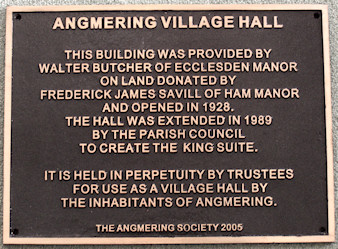 ANGMERING VILLAGE HALL
THIS BUILDING WAS PROVIDED BY
WALTER BUTCHER OF ECCLESDEN MANOR
ON LAND DONATED BY
FREDERICK JAMES SAVILL OF HAM MANOR
AND OPENED IN 1928.
THE HALL WAS EXTENDED IN 1989
BY THE PARISH COUNCIL
TO CREATE THE KING SUITE.
IT IS HELD IN PERPETUITY BY TRUSTEES
FOR USE AS A VILLAGE HALL BY
THE INHABITANTS OF ANGMERING.
THE ANGMERING SOCIETY 2005